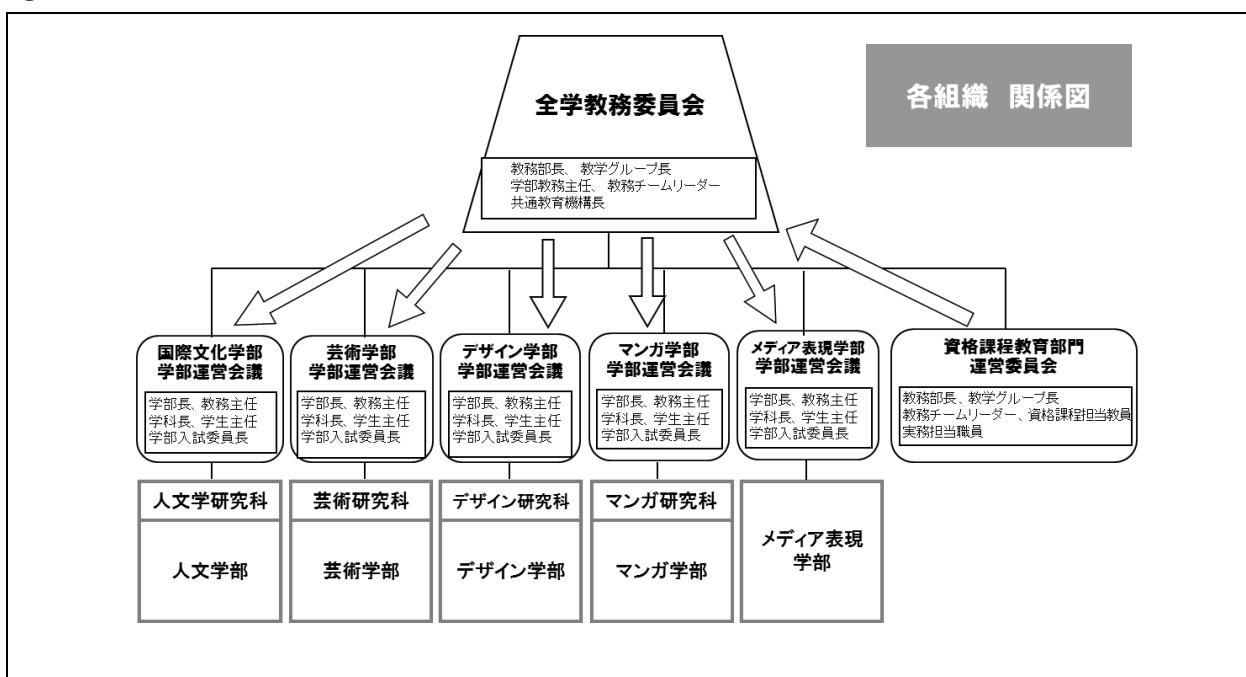 各組織 関係図
全学教務委員会
教務部長、教学グループ長
学部教務主任、教務チームリーダー
共通教育機構長
国際文化学部
学部運営会議
学部長、教務主任
学科長、学生主任
学部入試委員長
芸術学部
学部運営会議
学部長、教務主任
学科長、学生主任
学部入試委員長
デザイン学部
学部運営会議
学部長、教務主任
学科長、学生主任
学部入試委員長
マンガ学部
学部運営会議
学部長、教務主任
学科長、学生主任
学部入試委員長
メディア表現学部
学部運営会議
学部長、教務主任
学科長、学生主任
学部入試委員長
資格課程教育部門
運営委員会
教務部長、教学グループ長
教務チームリーダー、資格課程担当教員
実務担当職員
人文学研究科
人文学部
芸術研究科
芸術学部
デザイン研究科
デザイン学部
マンガ研究科
マンガ学部
メディア表現
学部